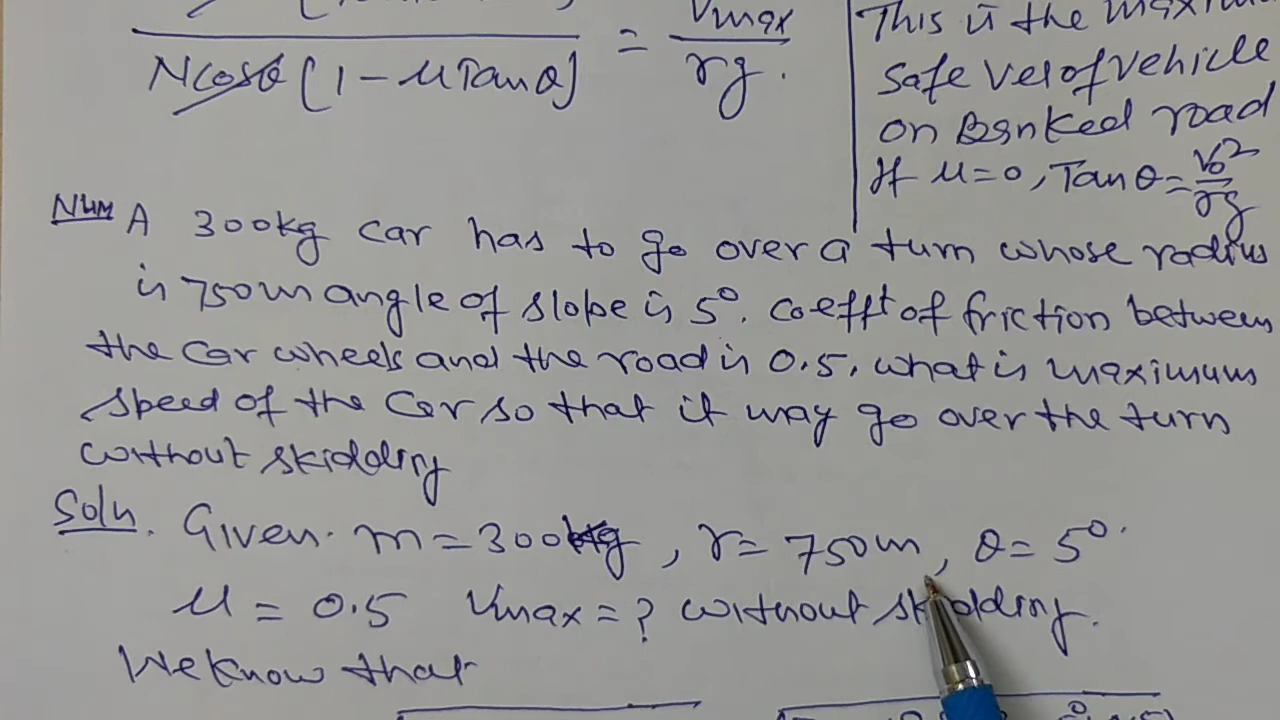 Ncosθ [1 - μTanθ] = Vmax / rg.
This is the maximum
safe Vel of Vehicle
on Banked road
If μ=0, Tanθ = V₀² / rg
Num A 300kg car has to go over a turn whose radius
is 750m angle of slope is 5°. Coefft of friction between
the car wheels and the road is 0.5, what is maximum
speed of the Car so that it may go over the turn
without skidding
Soln. Given. m = 300kg, r = 750m, θ = 5°
μ = 0.5 Vmax = ? without skidding.
We know that